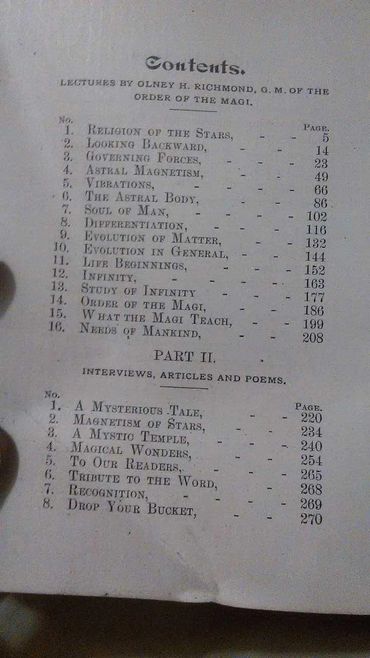 Contents.
LECTURES BY OLNEY H. RICHMOND, G. M. OF THE
ORDER OF THE MAGI.
No. PAGE.
1. RELIGION OF THE STARS, - - 5
2. LOOKING BACKWARD, - - 14
3. GOVERNING FORCES, - - - 23
4. ASTRAL MAGNETISM, - - - 49
5. VIBRATIONS, - - - - 66
6. THE ASTRAL BODY, - - - 86
7. SOUL OF MAN, - - - - 102
8. DIFFERENTIATION, - - - 116
9. EVOLUTION OF MATTER, - - 132
10. EVOLUTION IN GENERAL, - - 144
11. LIFE BEGINNINGS, - - - 152
12. INFINITY, - - - - 163
13. STUDY OF INFINITY - - - 177
14. ORDER OF THE MAGI, - - - 186
15. WHAT THE MAGI TEACH, - - 199
16. NEEDS OF MANKIND, - - - 208
PART II.
INTERVIEWS, ARTICLES AND POEMS.
No. PAGE.
1. A MYSTERIOUS TALE, - - 220
2. MAGNETISM OF STARS, - - 234
3. A MYSTIC TEMPLE, - - - 240
4. MAGICAL WONDERS, - - - 254
5. TO OUR READERS, - - - 265
6. TRIBUTE TO THE WORD, - - 268
7. RECOGNITION, - - - - 269
8. DROP YOUR BUCKET, - - 270